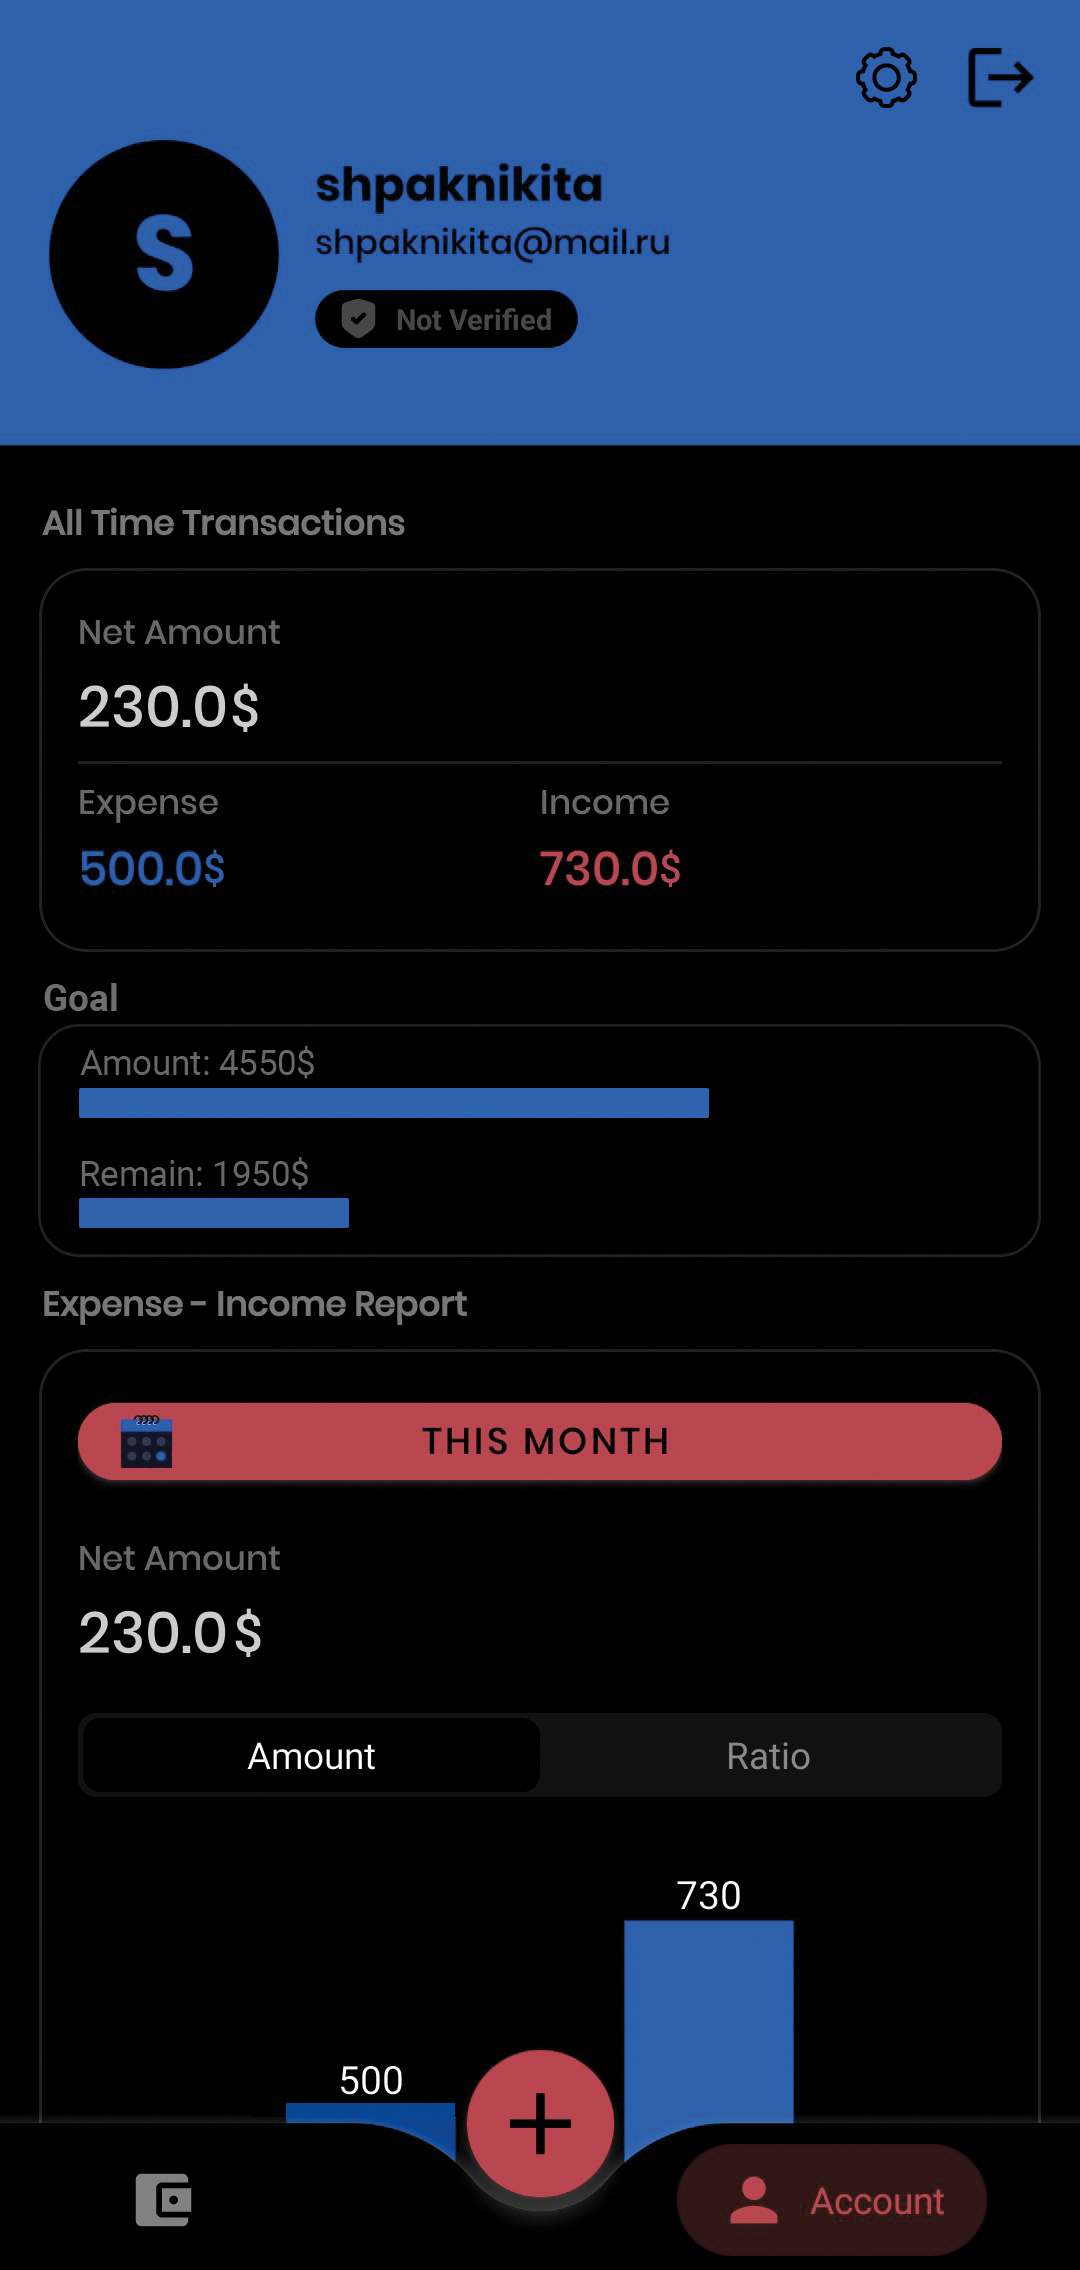 S
shpaknikita
shpaknikita@mail.ru
Not Verified
All Time Transactions
Net Amount
230.0$
Expense
Income
500.0$
730.0$
Goal
Amount: 4550$
Remain: 1950$
Expense - Income Report
THIS MONTH
Net Amount
230.0$
Amount
Ratio
730
500
Account